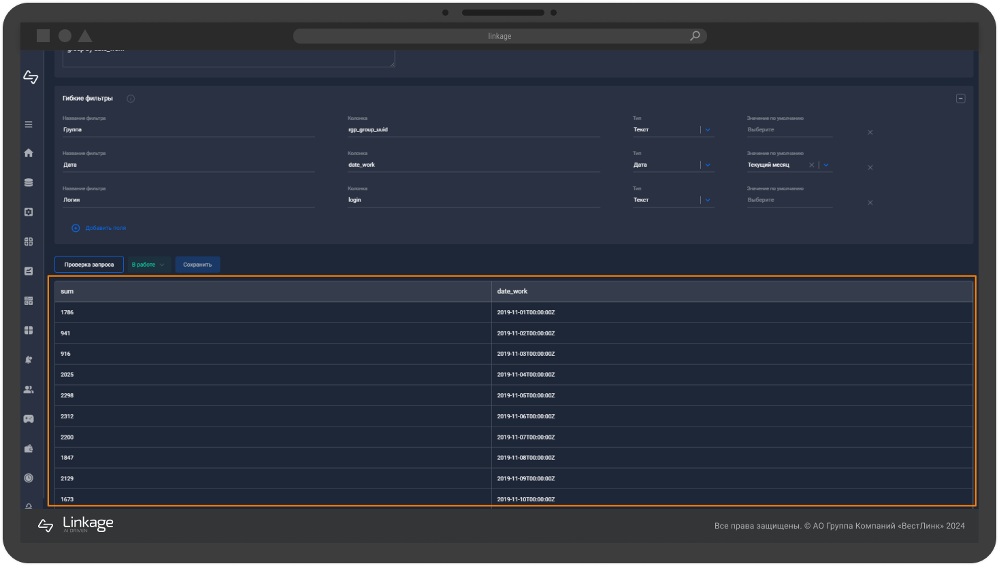 linkage
group by date_work
Гибкие фильтры
Название фильтра Колонка Тип Значение по умолчанию
Группа rgp_group_uuid Текст Выберите
Название фильтра Колонка Тип Значение по умолчанию
Дата date_work Дата Текущий месяц
Название фильтра Колонка Тип Значение по умолчанию
Логин login Текст Выберите
Добавить поля
Проверка запроса В работе Сохранить
sum date_work
1786 2019-11-01T00:00:00Z
941 2019-11-02T00:00:00Z
916 2019-11-03T00:00:00Z
2025 2019-11-04T00:00:00Z
2298 2019-11-05T00:00:00Z
2312 2019-11-06T00:00:00Z
2200 2019-11-07T00:00:00Z
1847 2019-11-08T00:00:00Z
2129 2019-11-09T00:00:00Z
1673 2019-11-10T00:00:00Z
Linkage
AI DRIVEN
Все права защищены. © АО Группа Компаний «ВестЛинк» 2024